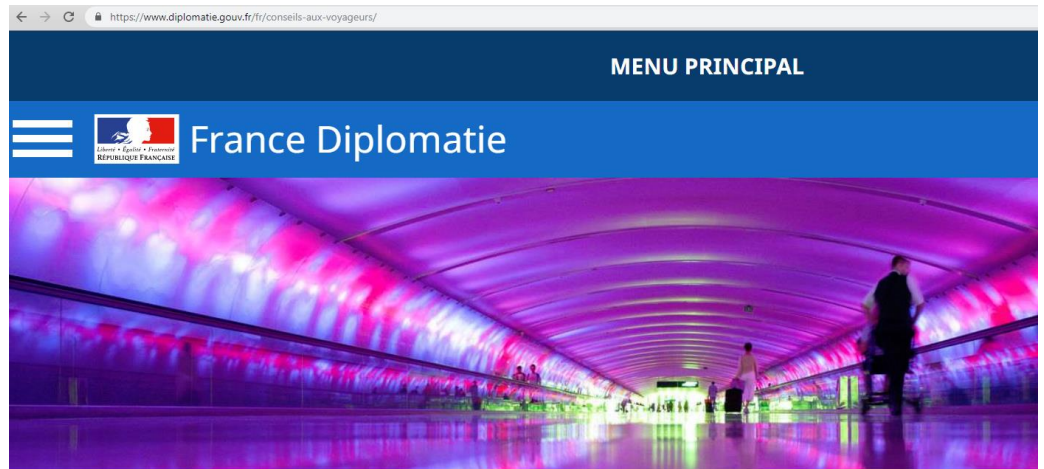 https://www.diplomatie.gouv.fr/fr/conseils-aux-voyageurs/
MENU PRINCIPAL
France Diplomatie
Liberté • Égalité • Fraternité
RÉPUBLIQUE FRANÇAISE